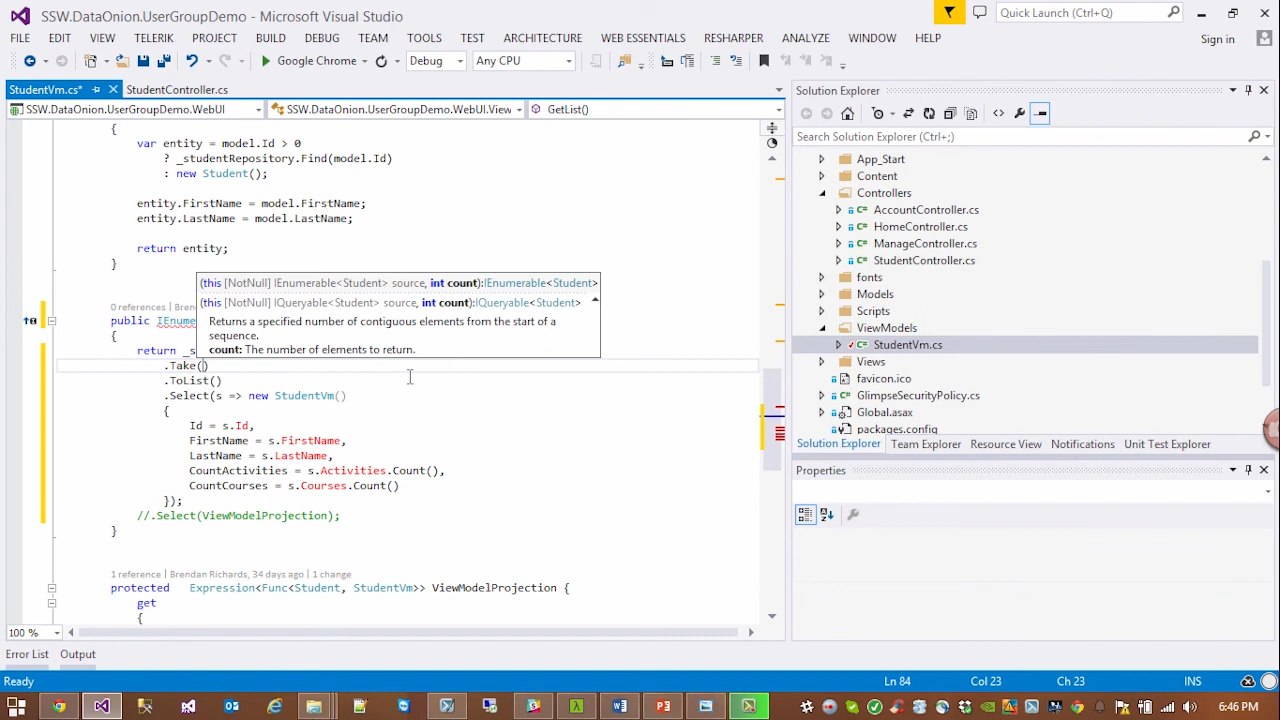 SSW.DataOnion.UserGroupDemo - Microsoft Visual Studio
Quick Launch (Ctrl+Q)
FILE EDIT VIEW TELERIK PROJECT BUILD DEBUG TEAM TOOLS TEST ARCHITECTURE WEB ESSENTIALS RESHARPER ANALYZE WINDOW HELP
Sign in
Google Chrome Debug Any CPU
StudentVm.cs* StudentController.cs
SSW.DataOnion.UserGroupDemo.WebUI SSW.DataOnion.UserGroupDemo.WebUI.View GetList()
{
var entity = model.Id > 0
? _studentRepository.Find(model.Id)
: new Student();
entity.FirstName = model.FirstName;
entity.LastName = model.LastName;
return entity;
}
(this [NotNull] IEnumerable<Student> source, int count):IEnumerable<Student>
(this [NotNull] IQueryable<Student> source, int count):IQueryable<Student>
Returns a specified number of contiguous elements from the start of a
sequence.
count: The number of elements to return.
0 references | Bren
public IEnume
{
return _s
.Take()
.ToList()
.Select(s => new StudentVm()
{
Id = s.Id,
FirstName = s.FirstName,
LastName = s.LastName,
CountActivities = s.Activities.Count(),
CountCourses = s.Courses.Count()
});
//.Select(ViewModelProjection);
}
1 reference | Brendan Richards, 34 days ago | 1 change
protected Expression<Func<Student, StudentVm>> ViewModelProjection {
get
{
100 %
Solution Explorer
Search Solution Explorer (Ctrl+;)
App_Start
Content
Controllers
C# AccountController.cs
C# HomeController.cs
C# ManageController.cs
C# StudentController.cs
fonts
Models
Scripts
ViewModels
C# StudentVm.cs
Views
favicon.ico
C# GlimpseSecurityPolicy.cs
Global.asax
packages.config
Solution Explorer Team Explorer Resource View Notifications Unit Test Explorer
Properties
Error List Output
Ready Ln 84 Col 23 Ch 23 INS
6:46 PM